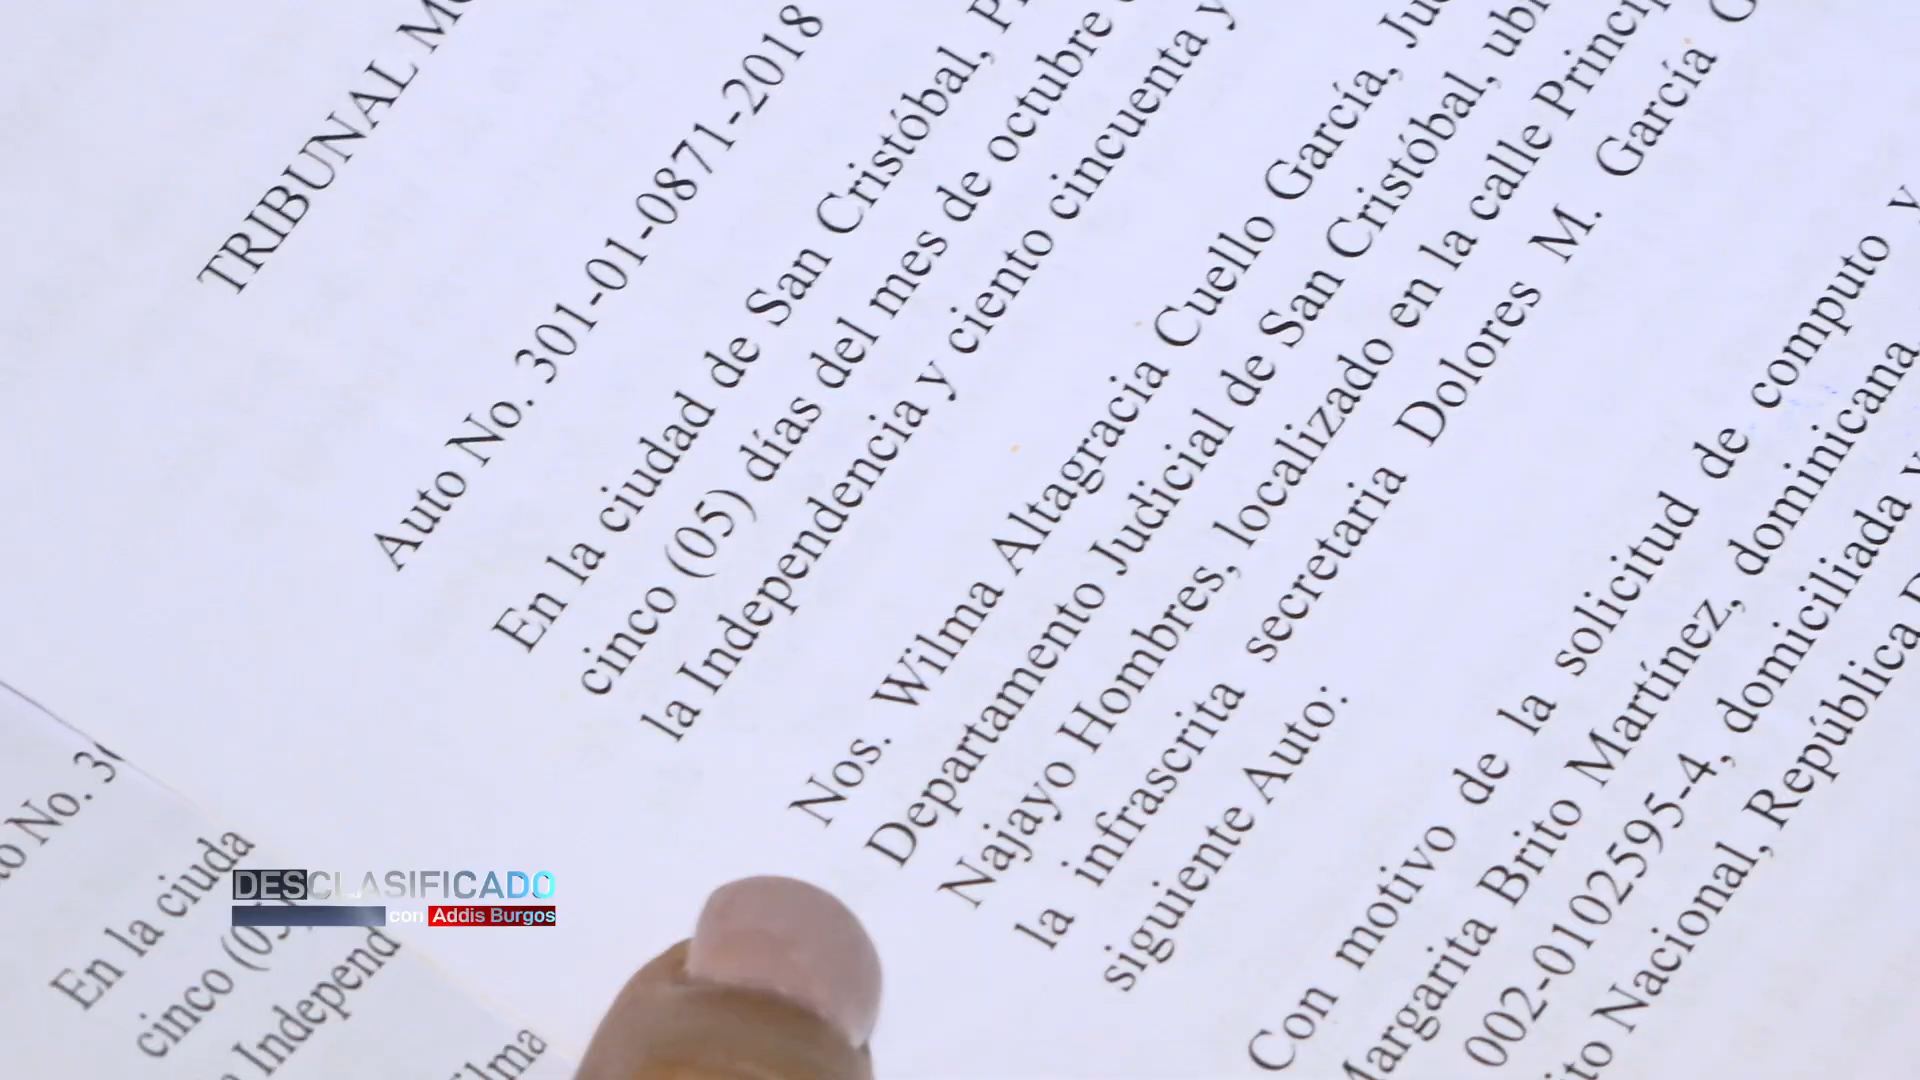 TRIBUNAL
Auto No. 301-01-0871-2018
En la ciudad de San Cristóbal,
cinco (05) días del mes de octubre
la Independencia y ciento cincuenta y
Nos. Wilma Altagracia Cuello García,
Departamento Judicial de San Cristóbal,
Najayo Hombres, localizado en la calle
la infrascrita secretaria Dolores M. García
siguiente Auto:
Con motivo de la solicitud de computo y
Margarita Brito Martínez, dominicana,
002-0102595-4, domiciliada y
Nacional, República
No. 3
En la ciuda
cinco (05)
Independ
DESCLASIFICADO
con Addis Burgos